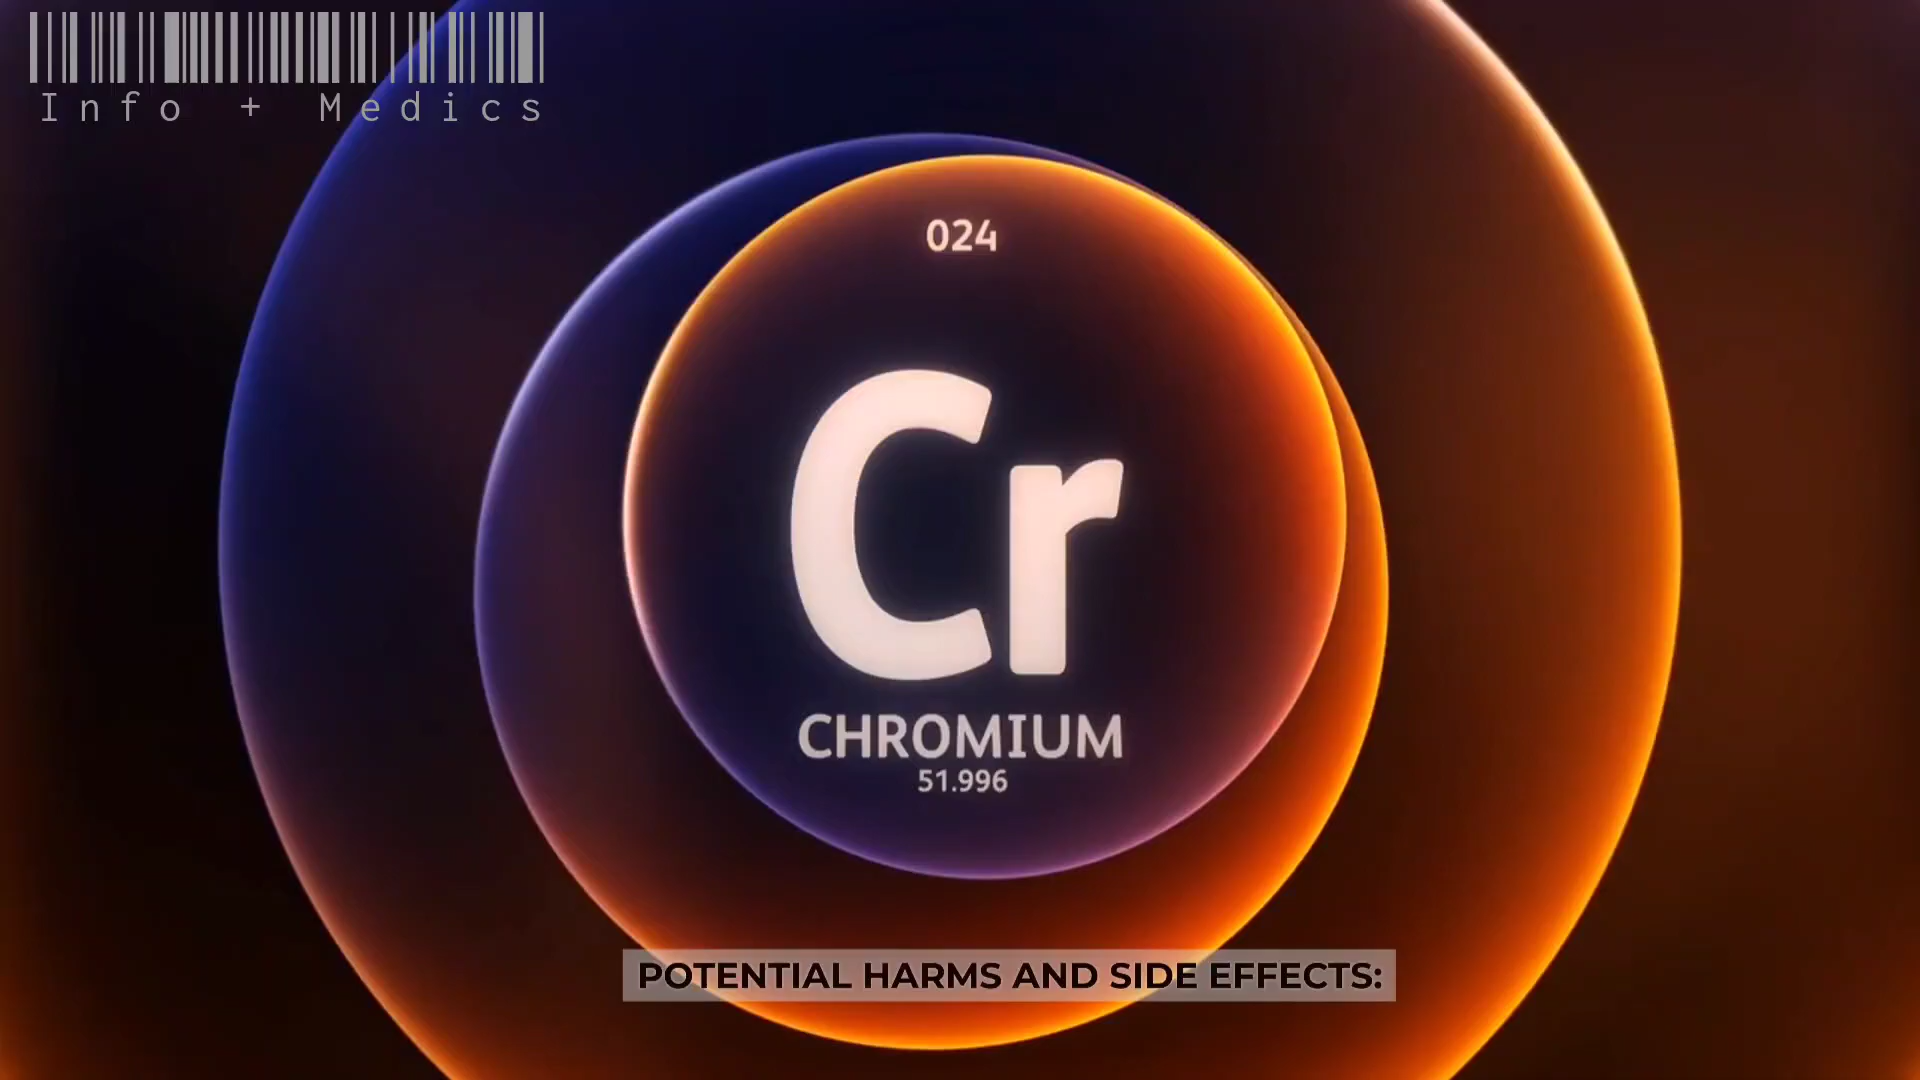 Info + Medics
024
Cr
CHROMIUM
51.996
POTENTIAL HARMS AND SIDE EFFECTS: